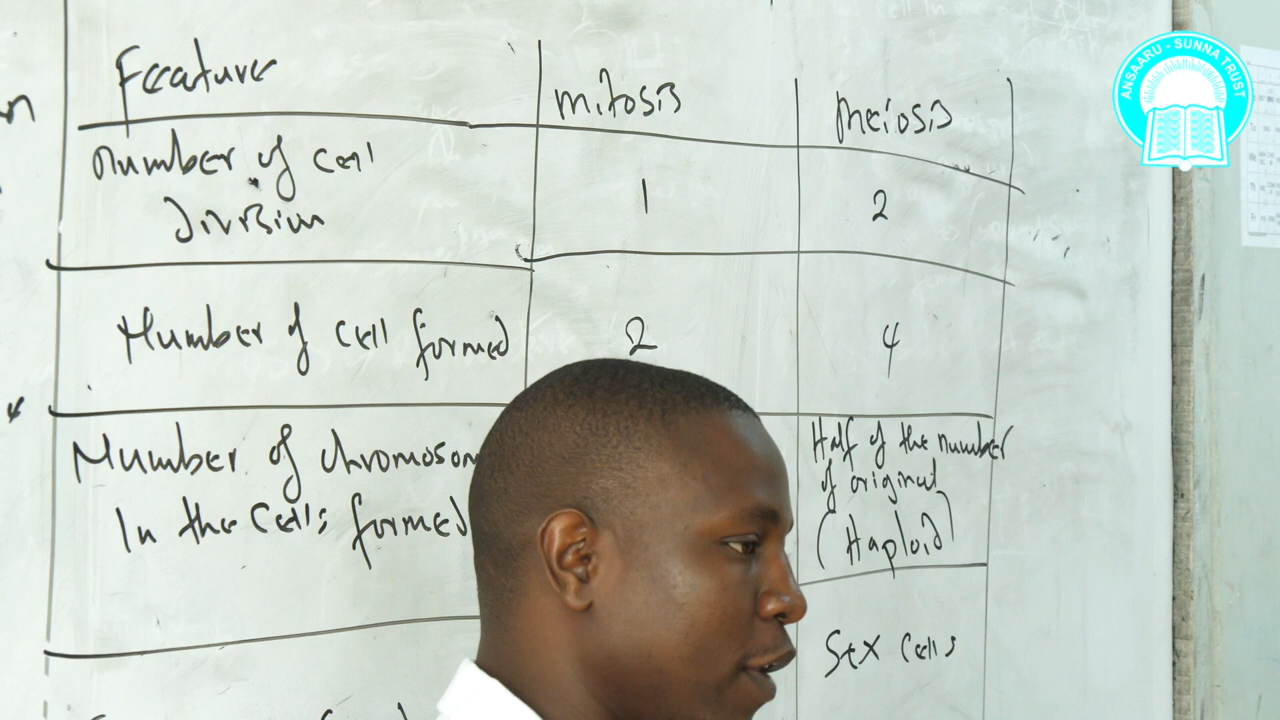 Feature
mitosis
meiosis
Number of cell
division
1
2
Number of cell formed
2
4
Number of chromosom
In the Cells formed
Half of the number
of original
(Haploid)
Sex Cells
ANSAARU - SUNNA TRUST